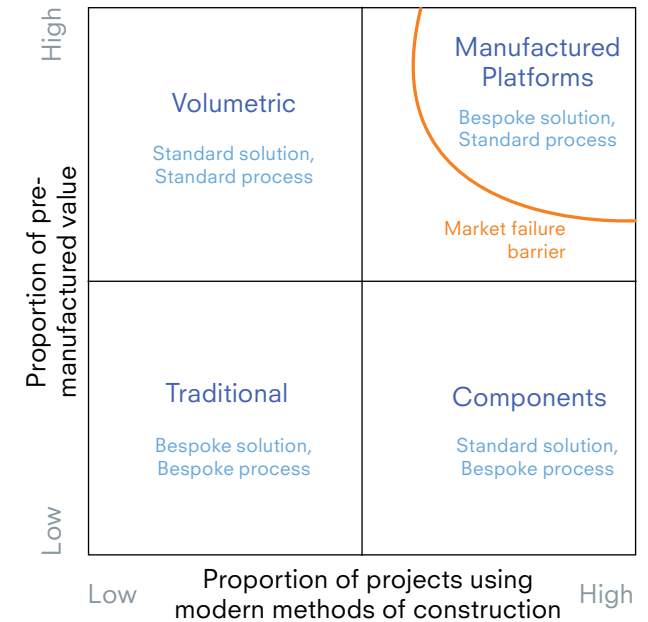 High
Proportion of pre-
manufactured value
Low
Volumetric
Standard solution,
Standard process
Manufactured
Platforms
Bespoke solution,
Standard process
Market failure
barrier
Traditional
Bespoke solution,
Bespoke process
Components
Standard solution,
Bespoke process
Low
Proportion of projects using
modern methods of construction
High